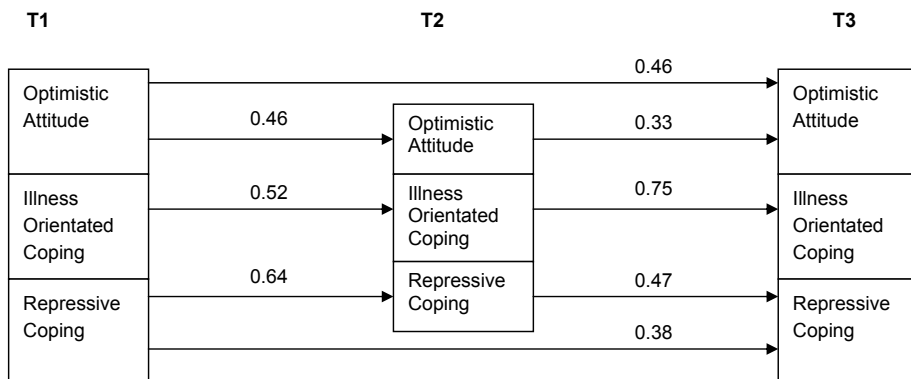 T1 T2 T3
0.46
Optimistic
Attitude
0.46
Optimistic
Attitude
0.33
Optimistic
Attitude
Illness
Orientated
Coping
0.52
Illness
Orientated
Coping
0.75
Illness
Orientated
Coping
Repressive
Coping
0.64
Repressive
Coping
0.47
Repressive
Coping
0.38